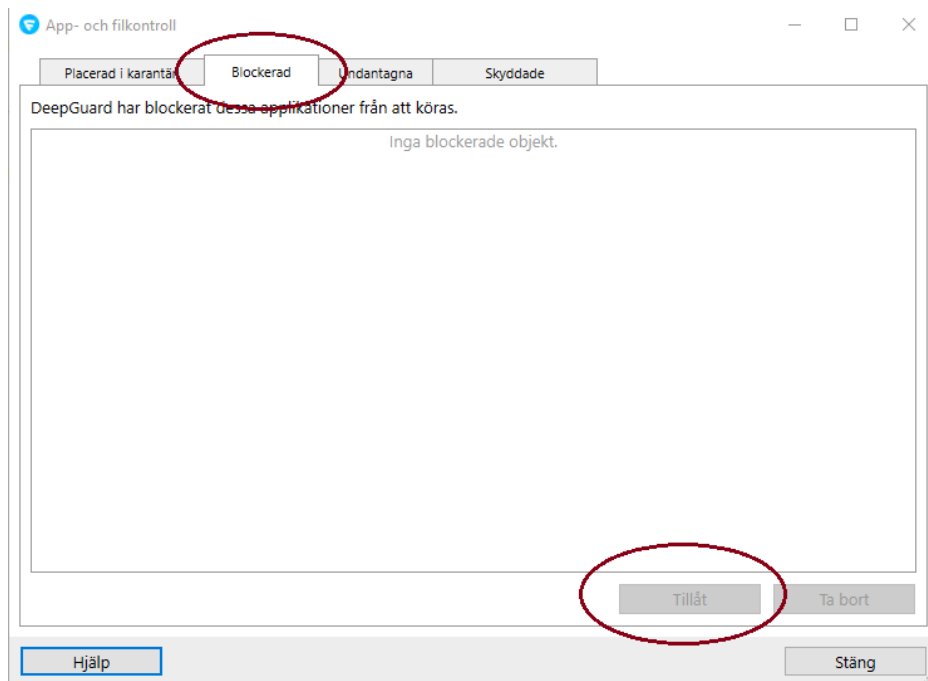 App- och filkontroll
Placerad i karantän Blockerad Undantagna Skyddade
DeepGuard har blockerat dessa applikationer från att köras.
Inga blockerade objekt.
Tillåt Ta bort
Hjälp Stäng